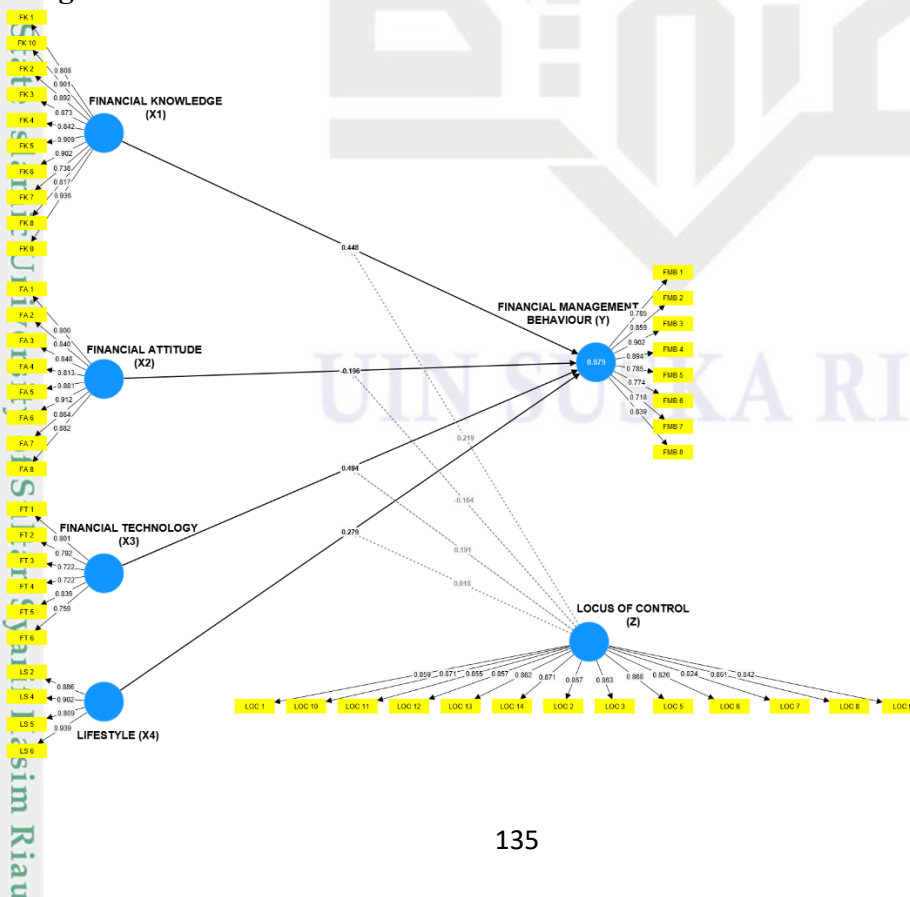 FK 1
FK 10
FK 2
FK 3
FK 4
FK 5
FK 6
FK 7
FK 8
FK 9
0.808
0.901
0.892
0.873
0.842
0.909
0.902
0.738
0.817
0.936
FINANCIAL KNOWLEDGE
(X1)
FA 1
FA 2
FA 3
FA 4
FA 5
FA 6
FA 7
FA 8
0.800
0.840
0.848
0.813
0.881
0.912
0.864
0.882
FINANCIAL ATTITUDE
(X2)
FT 1
FT 2
FT 3
FT 4
FT 5
FT 6
0.801
0.792
0.722
0.722
0.839
0.759
FINANCIAL TECHNOLOGY
(X3)
LS 2
LS 4
LS 5
LS 6
0.886
0.902
0.939
LIFESTYLE (X4)
0.448
-0.196
0.494
0.279
0.219
-0.164
0.191
0.018
FINANCIAL MANAGEMENT
BEHAVIOUR (Y)
0.879
FMB 1
FMB 2
FMB 3
FMB 4
FMB 5
FMB 6
FMB 7
FMB 8
0.785
0.859
0.902
0.894
0.785
0.774
0.718
0.839
LOCUS OF CONTROL
(Z)
0.859 0.871 0.855 0.857 0.862 0.871 0.867 0.863 0.868 0.826 0.824 0.861 0.842
LOC 1 LOC 10 LOC 11 LOC 12 LOC 13 LOC 14 LOC 2 LOC 3 LOC 5 LOC 6 LOC 7 LOC 8
UIN SUSKA RI
135